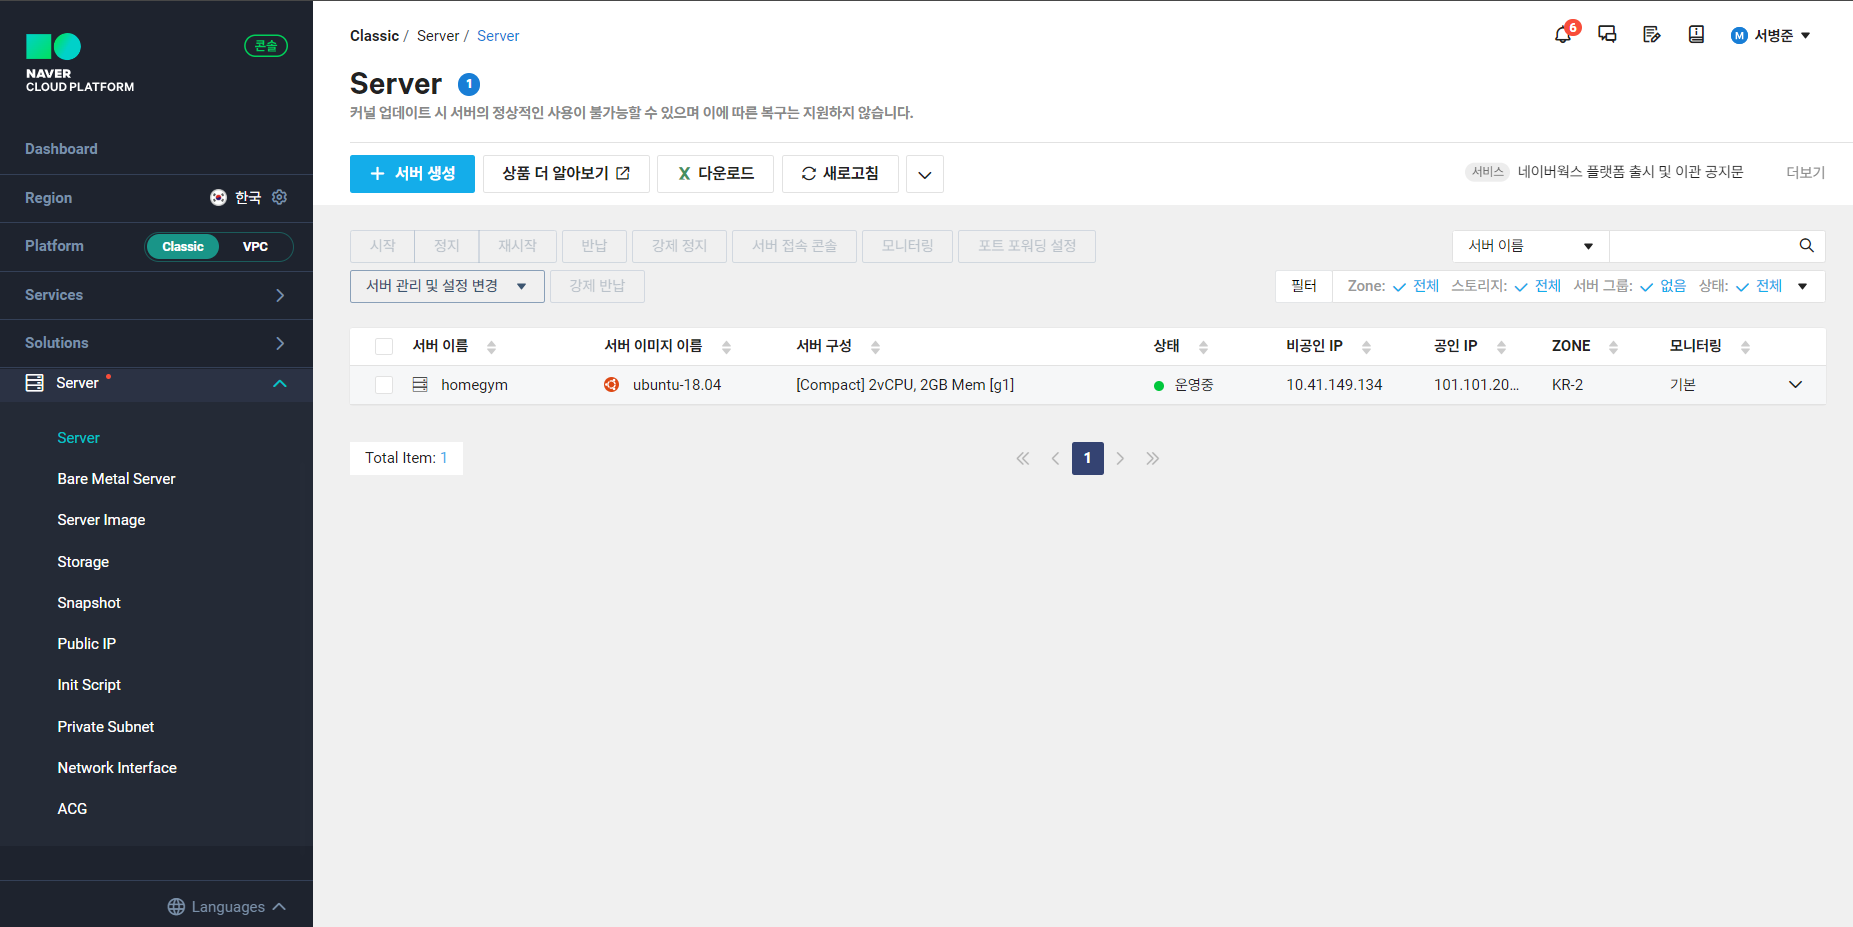 NAVER
CLOUD PLATFORM
콘솔
Dashboard
Region 한국
Platform Classic VPC
Services
Solutions
Server
Server
Bare Metal Server
Server Image
Storage
Snapshot
Public IP
Init Script
Private Subnet
Network Interface
ACG
Languages
Classic / Server / Server
6
M 서병준
Server 1
커널 업데이트 시 서버의 정상적인 사용이 불가능할 수 있으며 이에 따른 복구는 지원하지 않습니다.
+ 서버 생성 상품 더 알아보기 X 다운로드 새로고침
서비스 네이버웍스 플랫폼 출시 및 이관 공지문 더보기
시작 정지 재시작 반납 강제 정지 서버 접속 콘솔 모니터링 포트 포워딩 설정
서버 이름
서버 관리 및 설정 변경 강제 반납
필터 Zone: 전체 스토리지: 전체 서버 그룹: 없음 상태: 전체
서버 이름 서버 이미지 이름 서버 구성 상태 비공인 IP 공인 IP ZONE 모니터링
homegym ubuntu-18.04 [Compact] 2vCPU, 2GB Mem [g1] 운영중 10.41.149.134 101.101.20... KR-2 기본
Total Item: 1
1